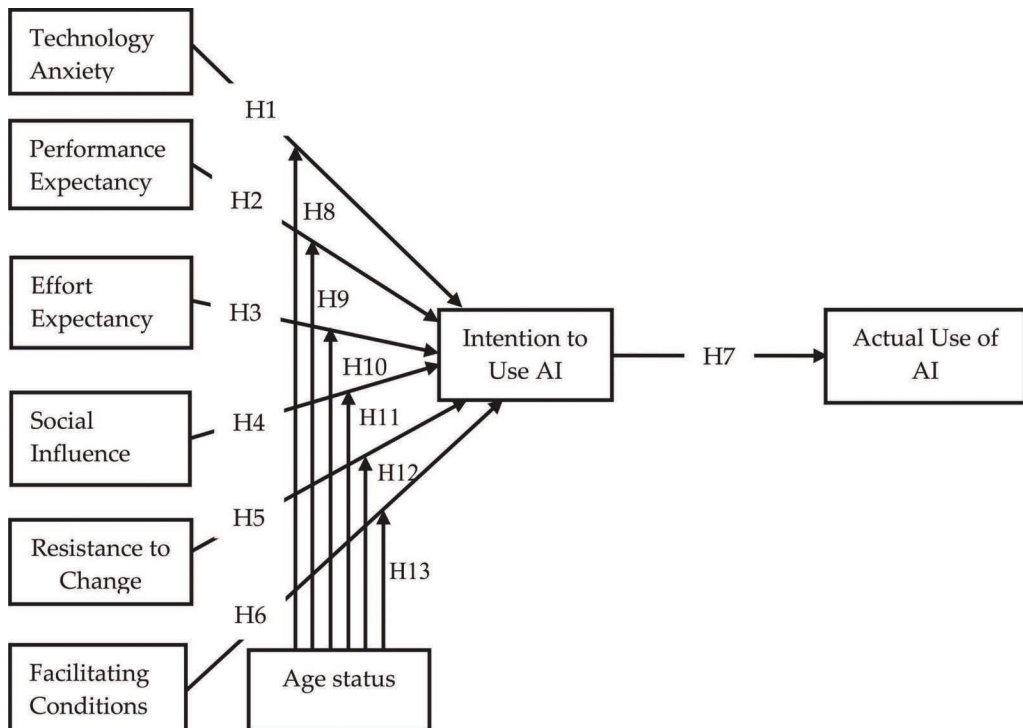 Technology
Anxiety
H1
Performance
Expectancy
H2
H8
Effort
Expectancy
H3
H9
Intention to
Use AI
H7
Actual Use of
AI
H10
Social
Influence
H4
H11
H12
Resistance to
Change
H5
H13
H6
Facilitating
Conditions
Age status